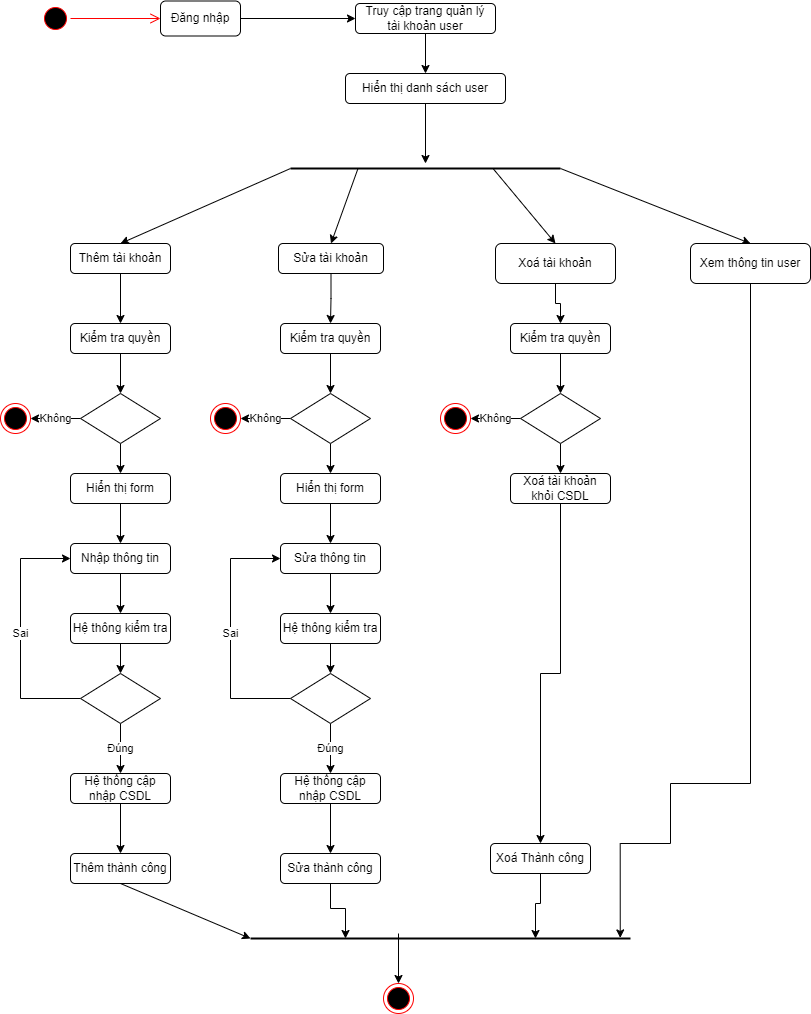 Đăng nhập
Truy cập trang quản lý
tài khoản user
Hiển thị danh sách user
Thêm tài khoản
Sửa tài khoản
Xoá tài khoản
Xem thông tin user
Kiểm tra quyền
Kiểm tra quyền
Kiểm tra quyền
Không
Không
Không
Hiển thị form
Hiển thị form
Xoá tài khoản
khỏi CSDL
Nhập thông tin
Sửa thông tin
Sai
Hệ thông kiểm tra
Sai
Hệ thông kiểm tra
Đúng
Đúng
Hệ thông cập
nhập CSDL
Hệ thông cập
nhập CSDL
Thêm thành công
Sửa thành công
Xoá Thành công